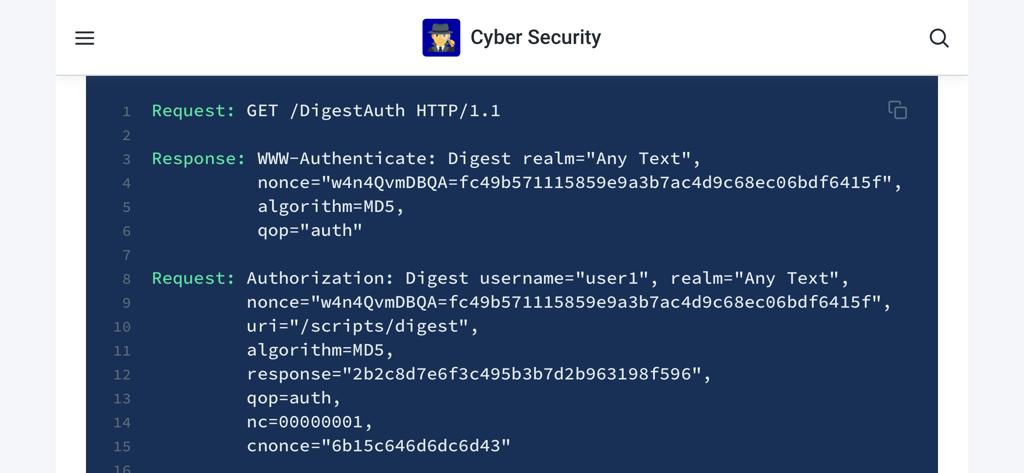 Cyber Security
1 Request: GET /DigestAuth HTTP/1.1
2
3 Response: WWW-Authenticate: Digest realm="Any Text",
4 nonce="w4n4QvmDBQA=fc49b571115859e9a3b7ac4d9c68ec06bdf6415f",
5 algorithm=MD5,
6 qop="auth"
7
8 Request: Authorization: Digest username="user1", realm="Any Text",
9 nonce="w4n4QvmDBQA=fc49b571115859e9a3b7ac4d9c68ec06bdf6415f",
10 uri="/scripts/digest",
11 algorithm=MD5,
12 response="2b2c8d7e6f3c495b3b7d2b963198f596",
13 qop=auth,
14 nc=00000001,
15 cnonce="6b15c646d6dc6d43"
16